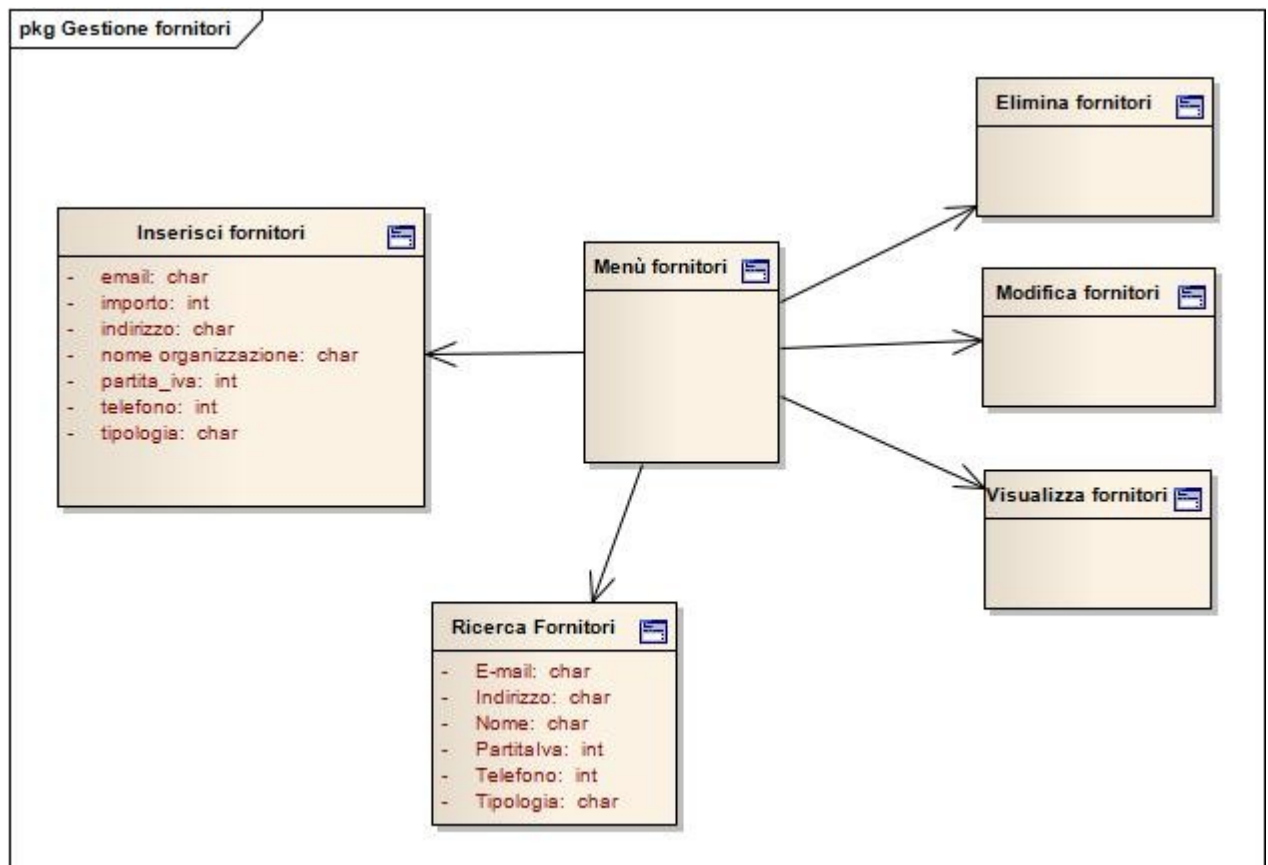 pkg Gestione fornitori
Elimina fornitori
Inserisci fornitori
- email: char
- importo: int
- indirizzo: char
- nome organizzazione: char
- partita_iva: int
- telefono: int
- tipologia: char
Menù fornitori
Modifica fornitori
Visualizza fornitori
Ricerca Fornitori
- E-mail: char
- Indirizzo: char
- Nome: char
- PartitaIva: int
- Telefono: int
- Tipologia: char